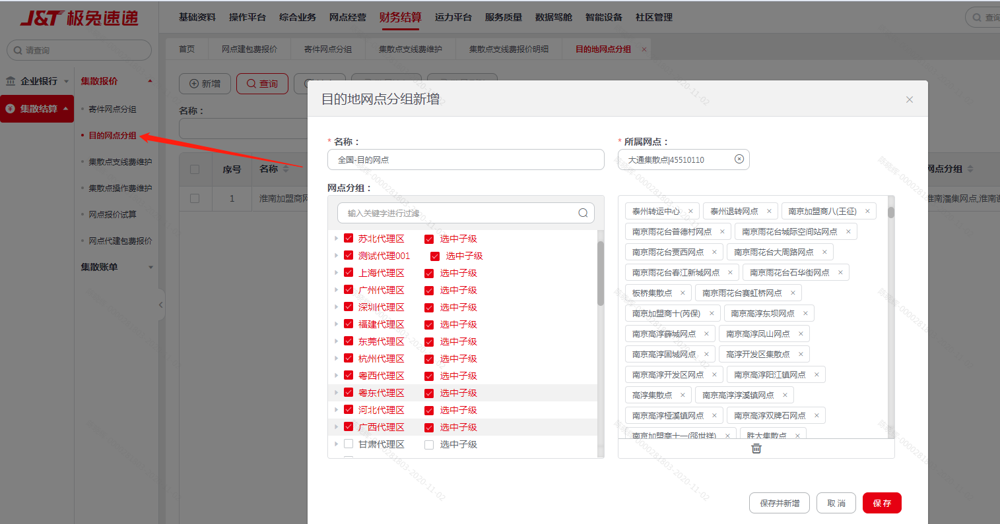 J&T 极兔速递
基础资料 操作平台 综合业务 网点经营 财务结算 运力平台 服务质量 数据驾舱 智能设备 社区管理
查询
请查询
首页 网点建包费报价 寄件网点分组 集散点支线费维护 集散点支线费报价明细 目的地网点分组
企业银行
集散结算
集散报价
寄件网点分组
目的网点分组
集散点支线费维护
集散点操作费维护
网点报价试算
网点代建包费报价
集散账单
新增 查询
名称：
序号 名称
1 淮南加盟商网
网点分组
淮南潘集网点,淮南
目的地网点分组新增
* 名称： * 所属网点：
全国-目的网点 大通集散点|45510110
网点分组：
输入关键字进行过滤
苏北代理区 选中子级
测试代理001 选中子级
上海代理区 选中子级
广州代理区 选中子级
深圳代理区 选中子级
福建代理区 选中子级
东莞代理区 选中子级
杭州代理区 选中子级
粤西代理区 选中子级
粤东代理区 选中子级
河北代理区 选中子级
广西代理区 选中子级
甘肃代理区 选中子级
泰州转运中心 × 泰州退转网点 × 南京加盟商八(王征) ×
南京雨花台普德村网点 × 南京雨花台城际空间站网点 ×
南京雨花台贾西网点 × 南京雨花台大周路网点 ×
南京雨花台春江新城网点 × 南京雨花台石华街网点 ×
板桥集散点 × 南京雨花台赛虹桥网点 ×
南京加盟商十(芮保) × 南京高淳东坝网点 ×
南京高淳薛城网点 × 南京高淳凤山网点 ×
南京高淳固城网点 × 高淳开发区集散点 ×
南京高淳开发区网点 × 南京高淳阳江镇网点 ×
高淳集散点 × 南京高淳淳溪镇网点 ×
南京高淳桠溪镇网点 × 南京高淳双牌石网点 ×
南京加盟商十一(邵世祥) × 胜太集散点 ×
保存并新增 取 消 保 存
陈晓辉-0000281803-2020-11-02